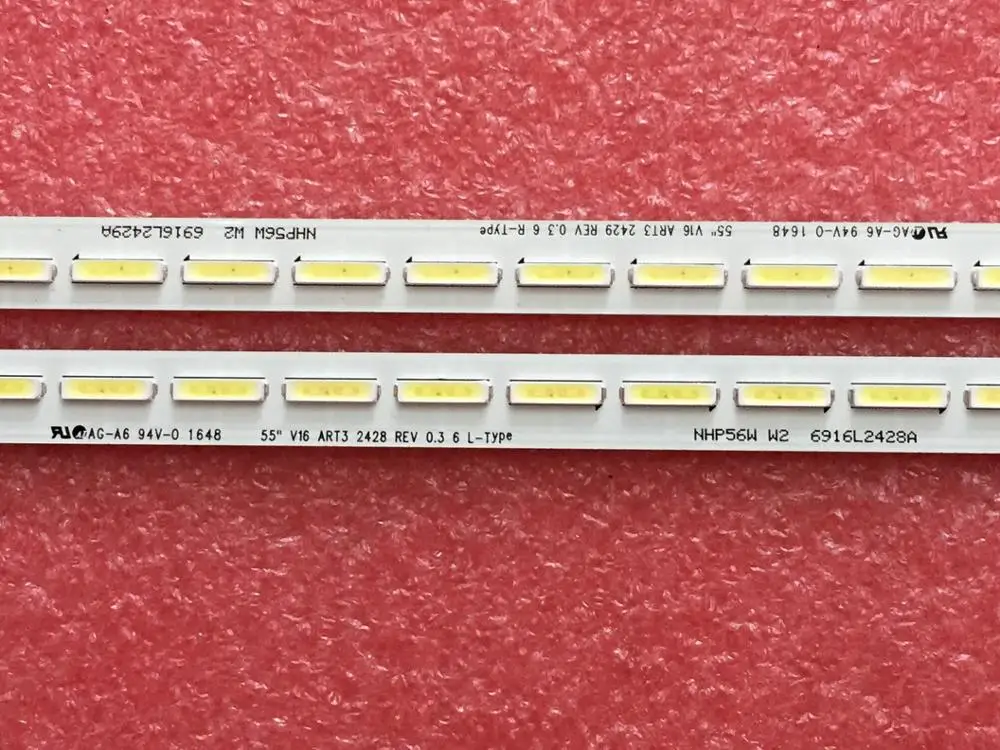 AG-A6 94V-0 1648 55" V16 ART3 2429 REV 0.3 6 R-Type NHP56W W2 6916L2429A
AG-A6 94V-0 1648 55" V16 ART3 2428 REV 0.3 6 L-Type NHP56W W2 6916L2428A